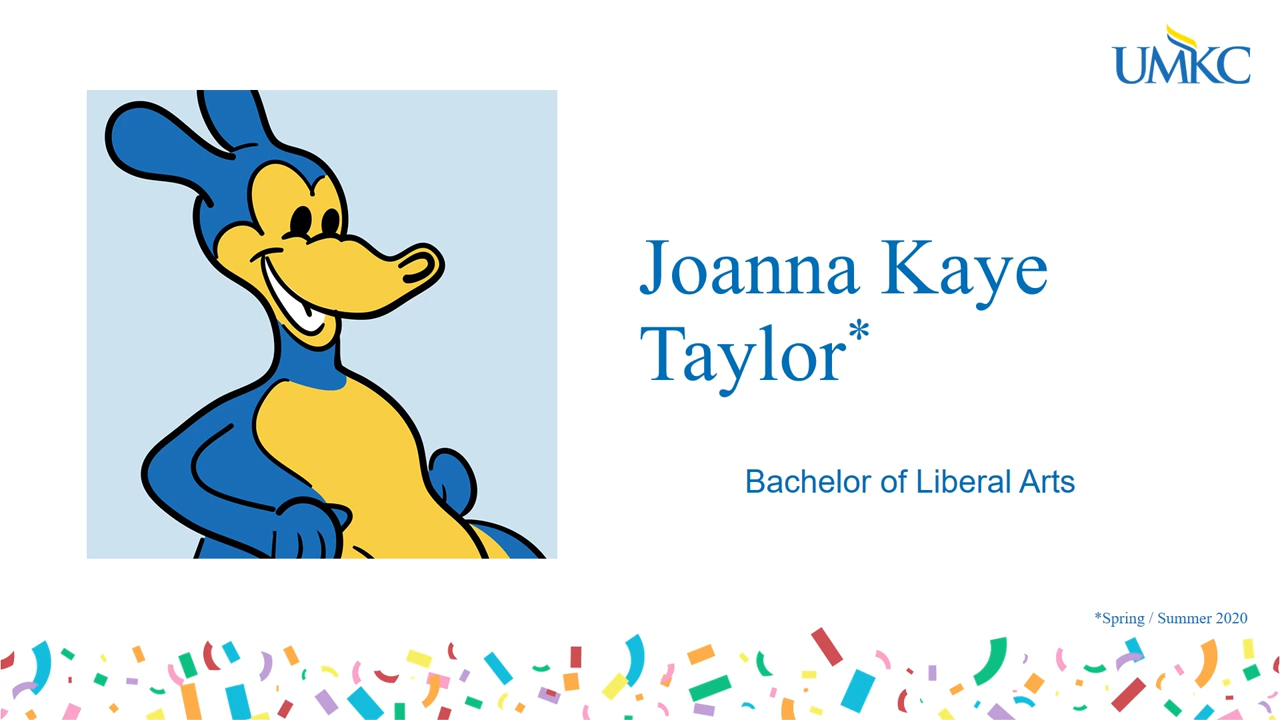 UMKC
Joanna Kaye
Taylor*
Bachelor of Liberal Arts
*Spring / Summer 2020